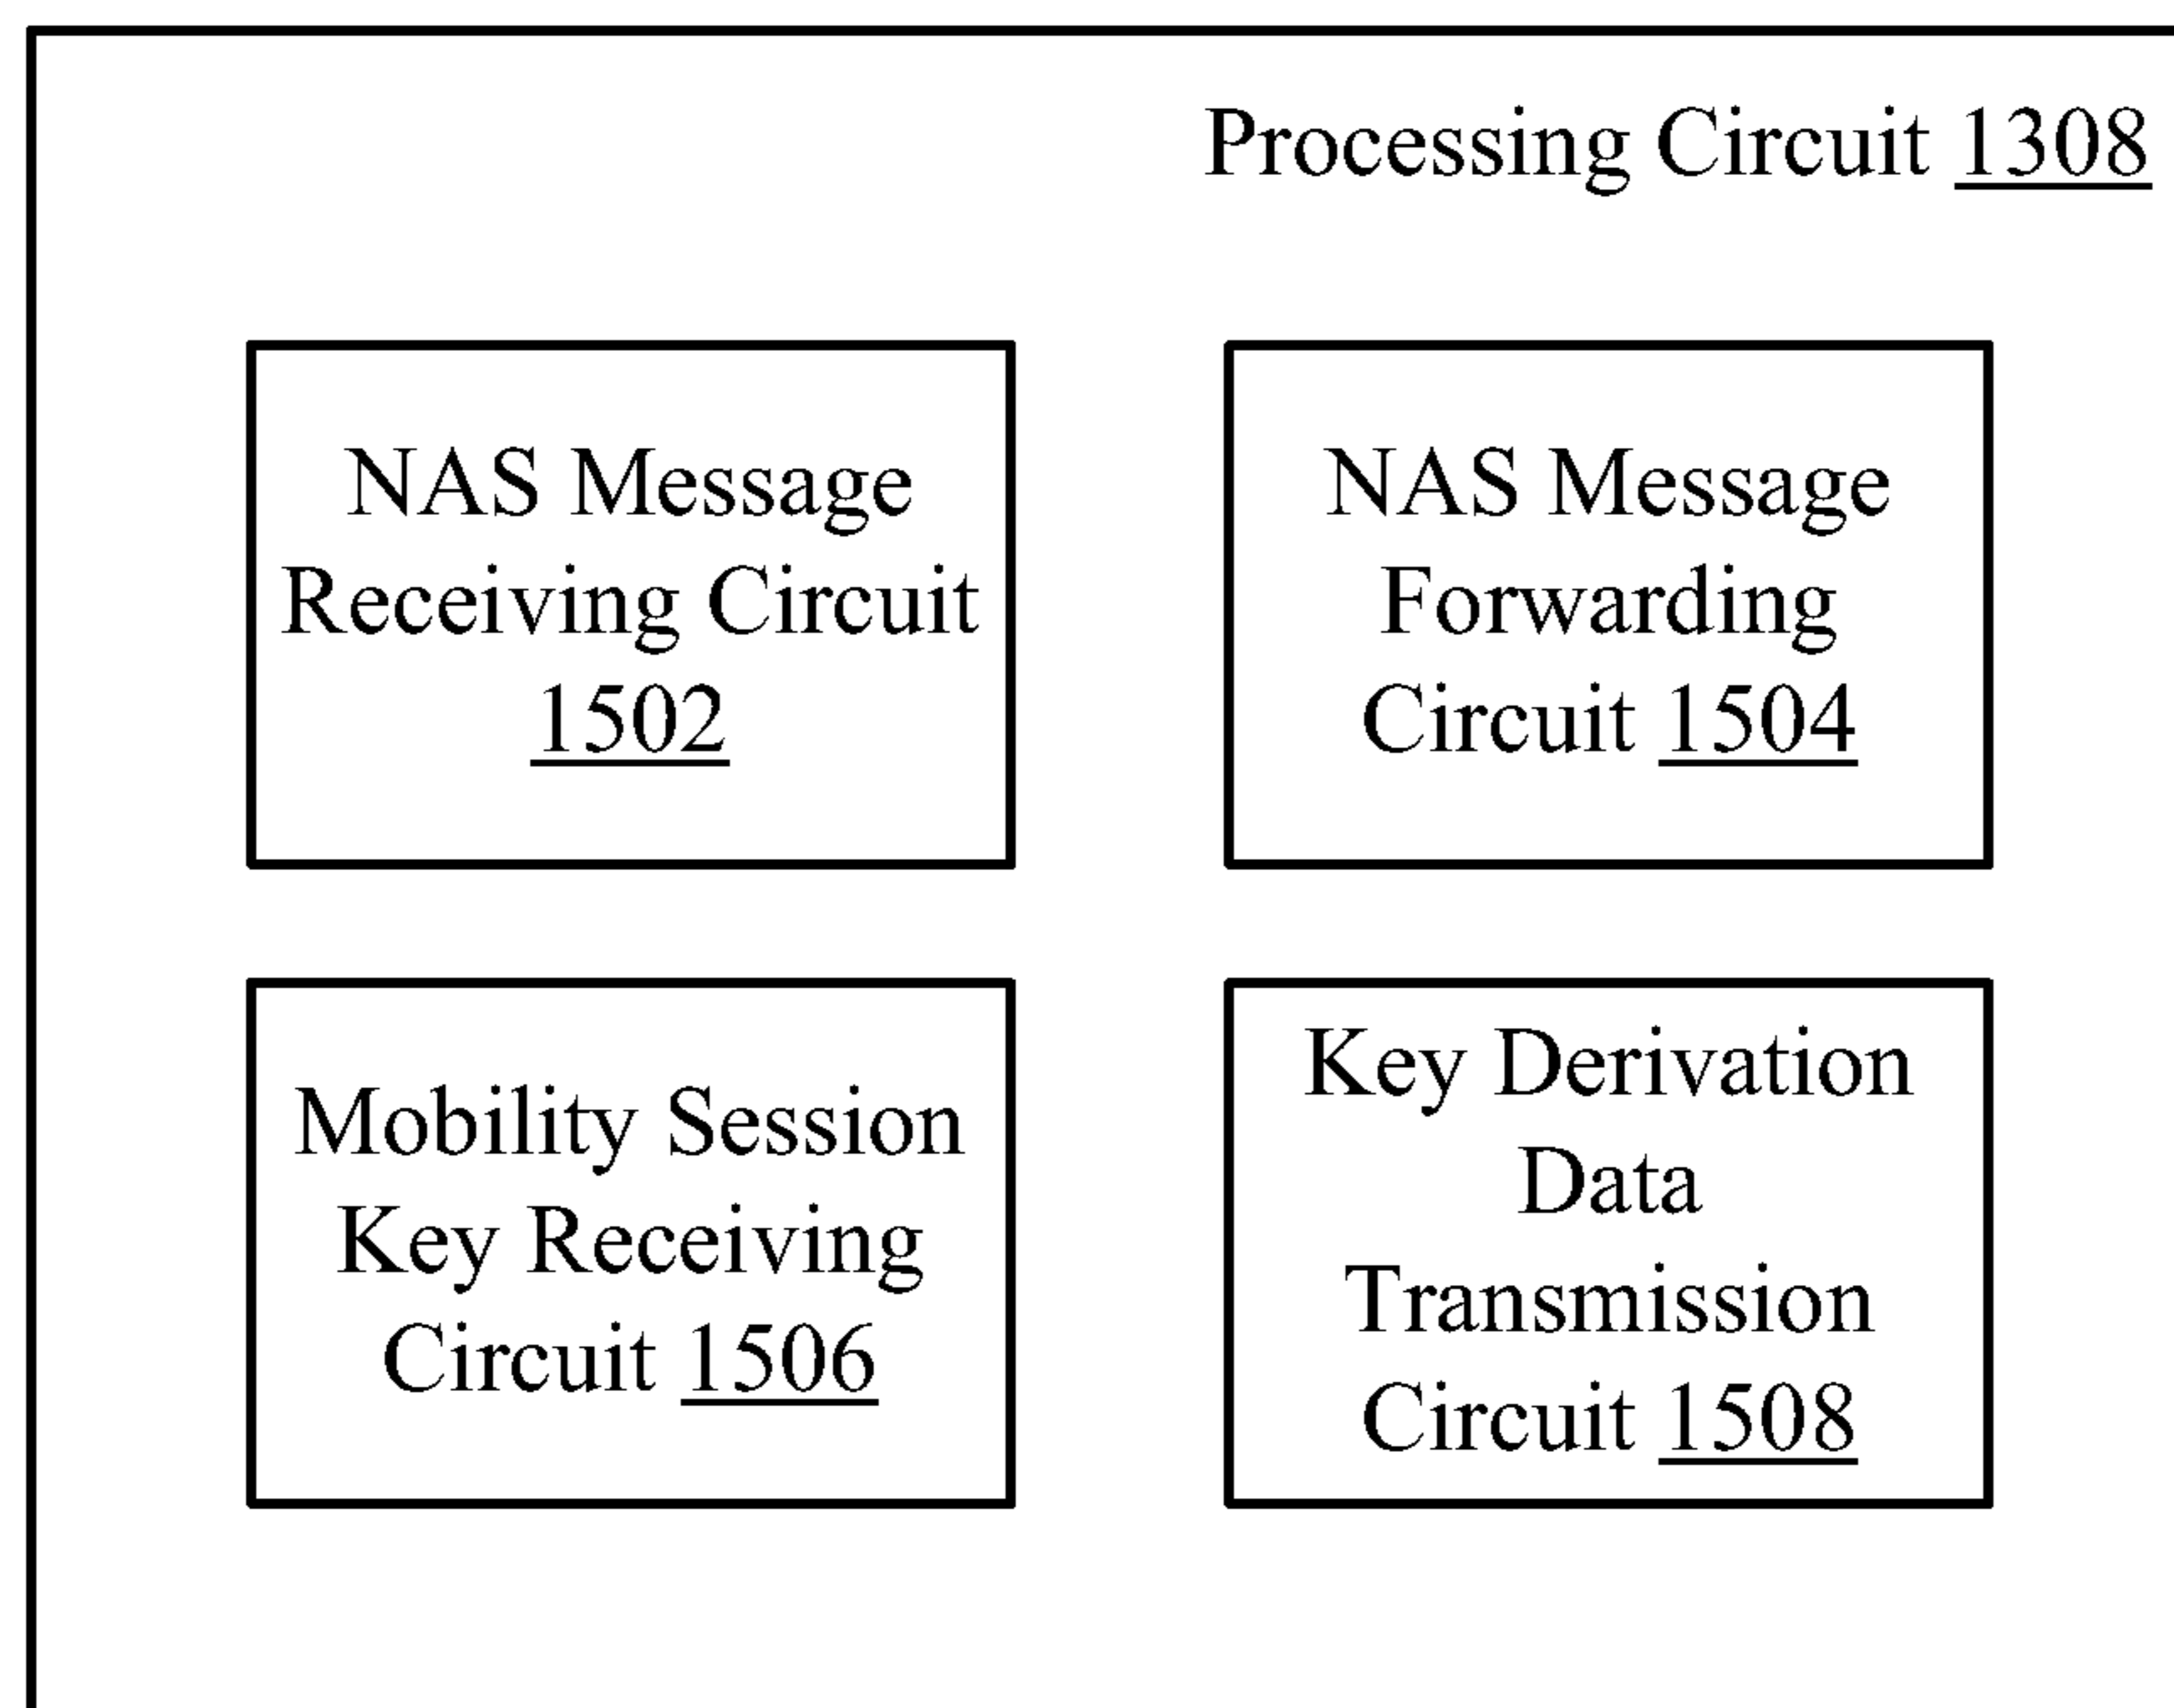 Processing Circuit 1308
NAS Message
Receiving Circuit
1502
NAS Message
Forwarding
Circuit 1504
Mobility Session
Key Receiving
Circuit 1506
Key Derivation
Data
Transmission
Circuit 1508